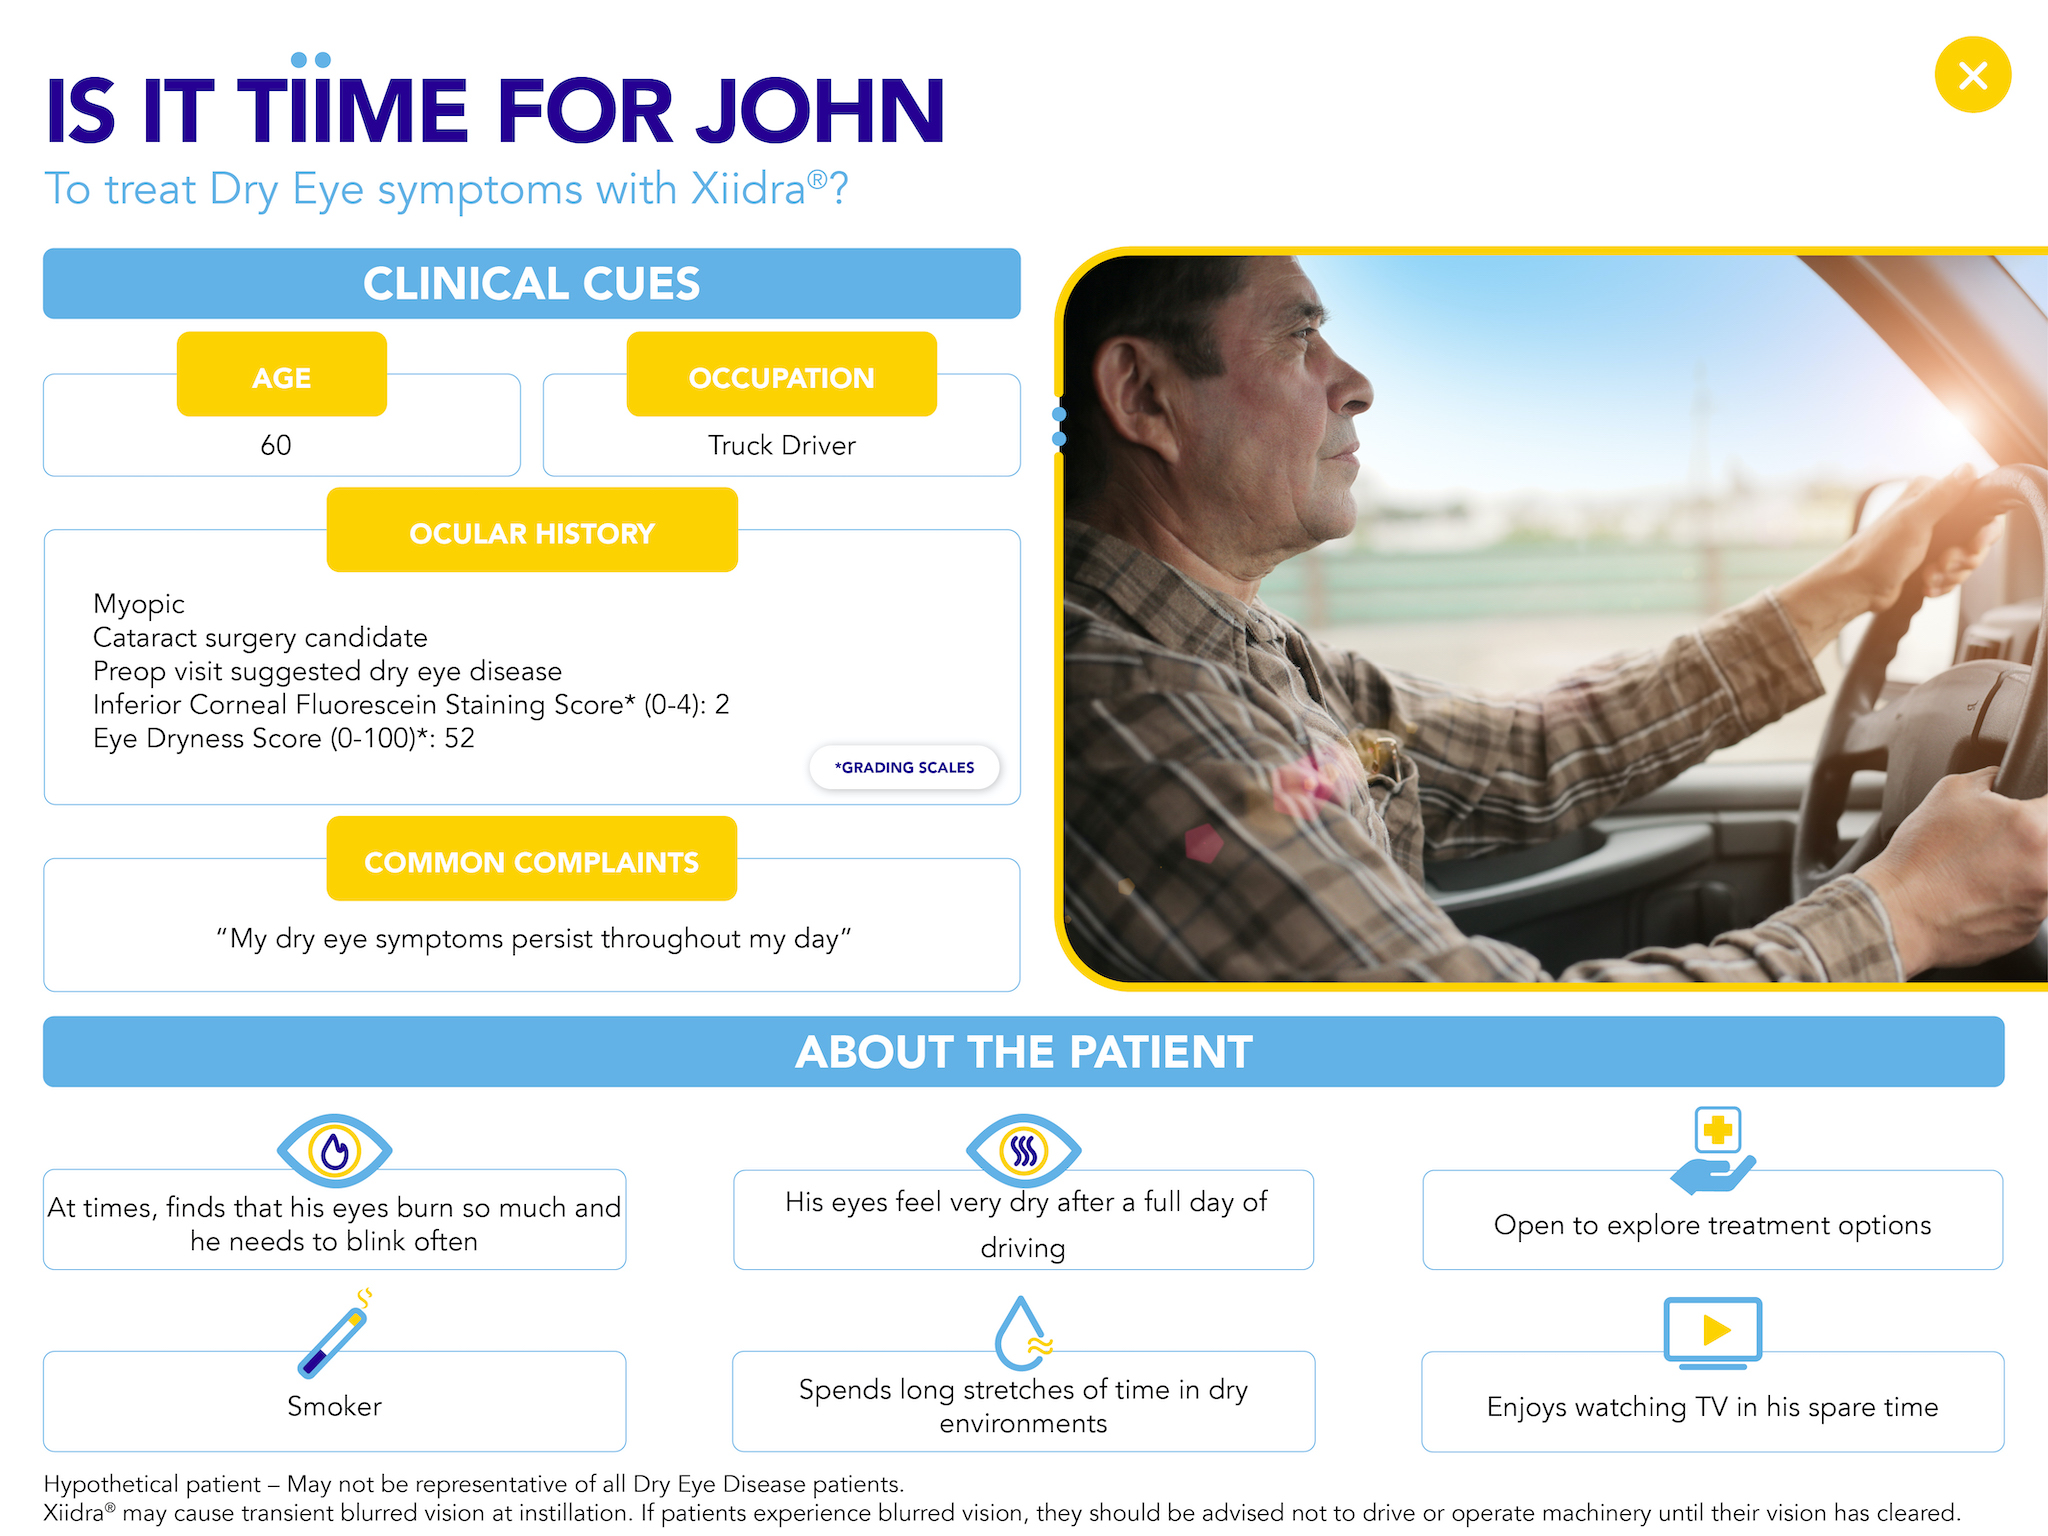 IS IT TIIME FOR JOHN
To treat Dry Eye symptoms with Xiidra®?
CLINICAL CUES
AGE
60
OCCUPATION
Truck Driver
OCULAR HISTORY
Myopic
Cataract surgery candidate
Preop visit suggested dry eye disease
Inferior Corneal Fluorescein Staining Score* (0-4): 2
Eye Dryness Score (0-100)*: 52
*GRADING SCALES
COMMON COMPLAINTS
“My dry eye symptoms persist throughout my day”
ABOUT THE PATIENT
At times, finds that his eyes burn so much and
he needs to blink often
His eyes feel very dry after a full day of
driving
Open to explore treatment options
Smoker
Spends long stretches of time in dry
environments
Enjoys watching TV in his spare time
Hypothetical patient – May not be representative of all Dry Eye Disease patients.
Xiidra® may cause transient blurred vision at instillation. If patients experience blurred vision, they should be advised not to drive or operate machinery until their vision has cleared.